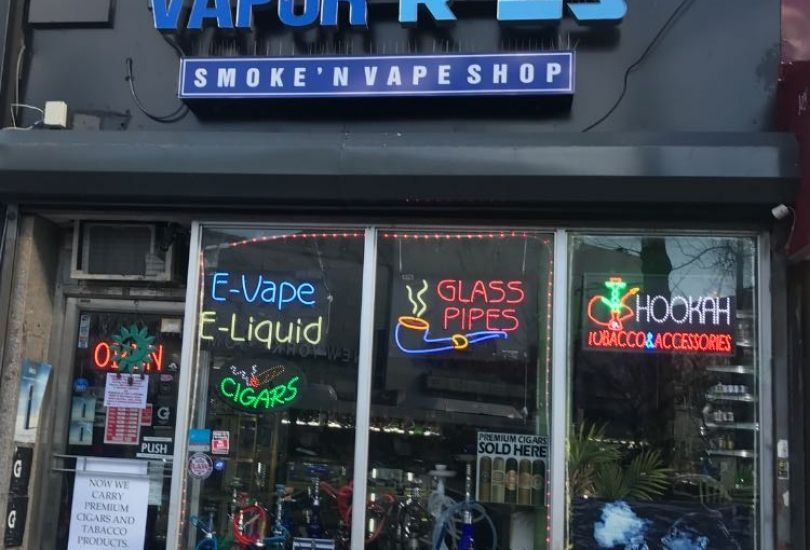 VAPOR
SMOKE'N VAPE SHOP
E-Vape
E-Liquid
CIGARS
GLASS
PIPES
HOOKAH
TOBACCO&ACCESSORIES
OPEN
PUSH
PREMIUM CIGARS
SOLD HERE
NOW WE
CARRY
PREMIUM
CIGARS AND
TABACCO
PRODUCTS.